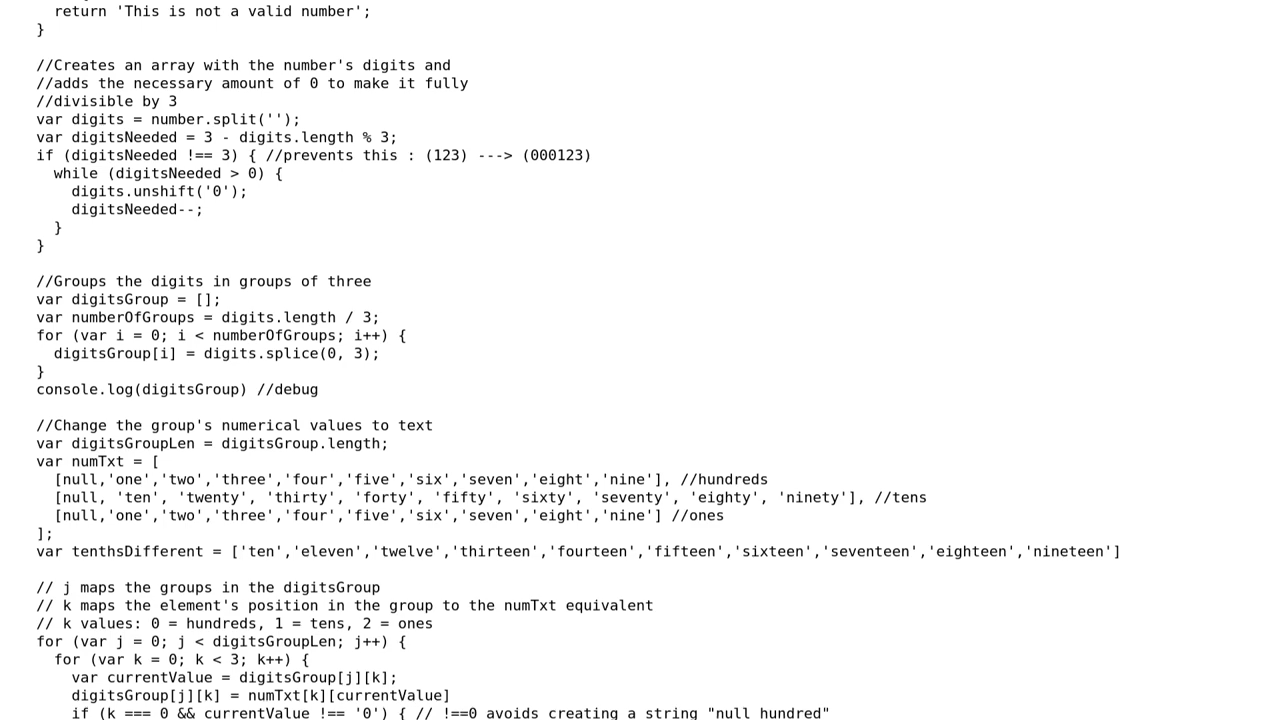 return 'This is not a valid number';
}
//Creates an array with the number's digits and
//adds the necessary amount of 0 to make it fully
//divisible by 3
var digits = number.split('');
var digitsNeeded = 3 - digits.length % 3;
if (digitsNeeded !== 3) { //prevents this : (123) ---> (000123)
while (digitsNeeded > 0) {
digits.unshift('0');
digitsNeeded--;
}
}
//Groups the digits in groups of three
var digitsGroup = [];
var numberOfGroups = digits.length / 3;
for (var i = 0; i < numberOfGroups; i++) {
digitsGroup[i] = digits.splice(0, 3);
}
console.log(digitsGroup) //debug
//Change the group's numerical values to text
var digitsGroupLen = digitsGroup.length;
var numTxt = [
[null,'one','two','three','four','five','six','seven','eight','nine'], //hundreds
[null, 'ten', 'twenty', 'thirty', 'forty', 'fifty', 'sixty', 'seventy', 'eighty', 'ninety'], //tens
[null,'one','two','three','four','five','six','seven','eight','nine'] //ones
];
var tenthsDifferent = ['ten','eleven','twelve','thirteen','fourteen','fifteen','sixteen','seventeen','eighteen','nineteen']
// j maps the groups in the digitsGroup
// k maps the element's position in the group to the numTxt equivalent
// k values: 0 = hundreds, 1 = tens, 2 = ones
for (var j = 0; j < digitsGroupLen; j++) {
for (var k = 0; k < 3; k++) {
var currentValue = digitsGroup[j][k];
digitsGroup[j][k] = numTxt[k][currentValue]
if (k === 0 && currentValue !== '0') { // !==0 avoids creating a string "null hundred"